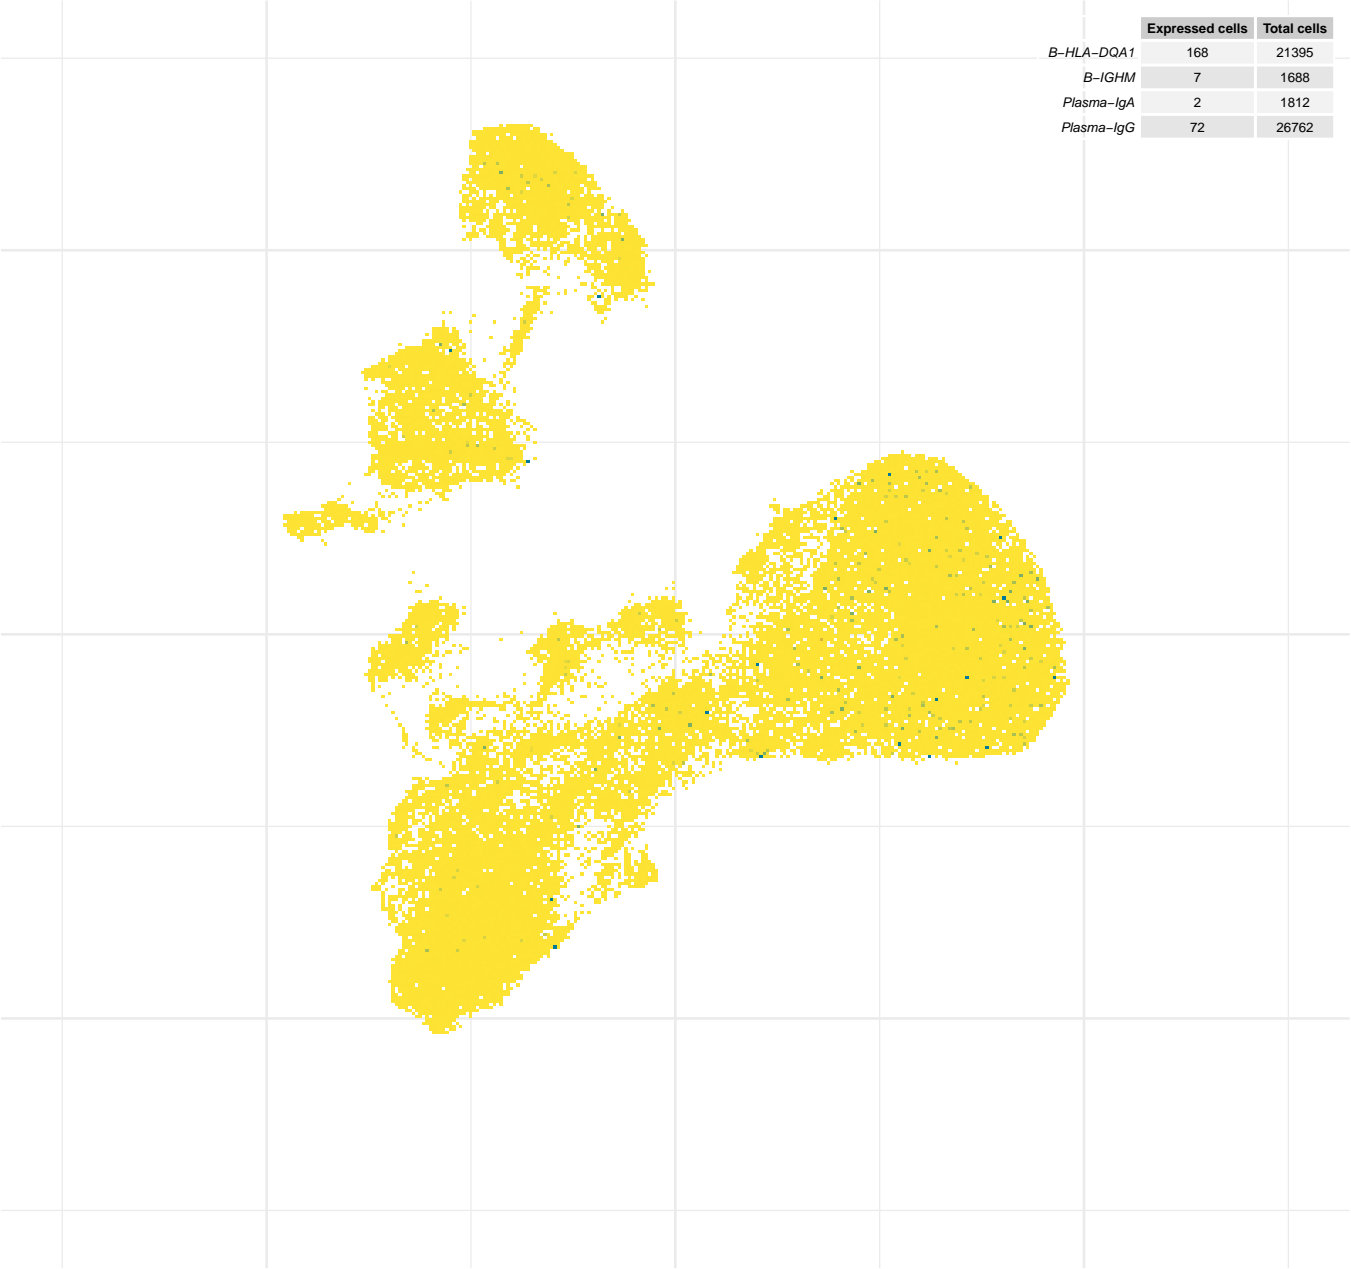 Expressed cells Total cells
B−HLA−DQA1 168 21395
B−IGHM 7 1688
Plasma−IgA 2 1812
Plasma−IgG 72 26762